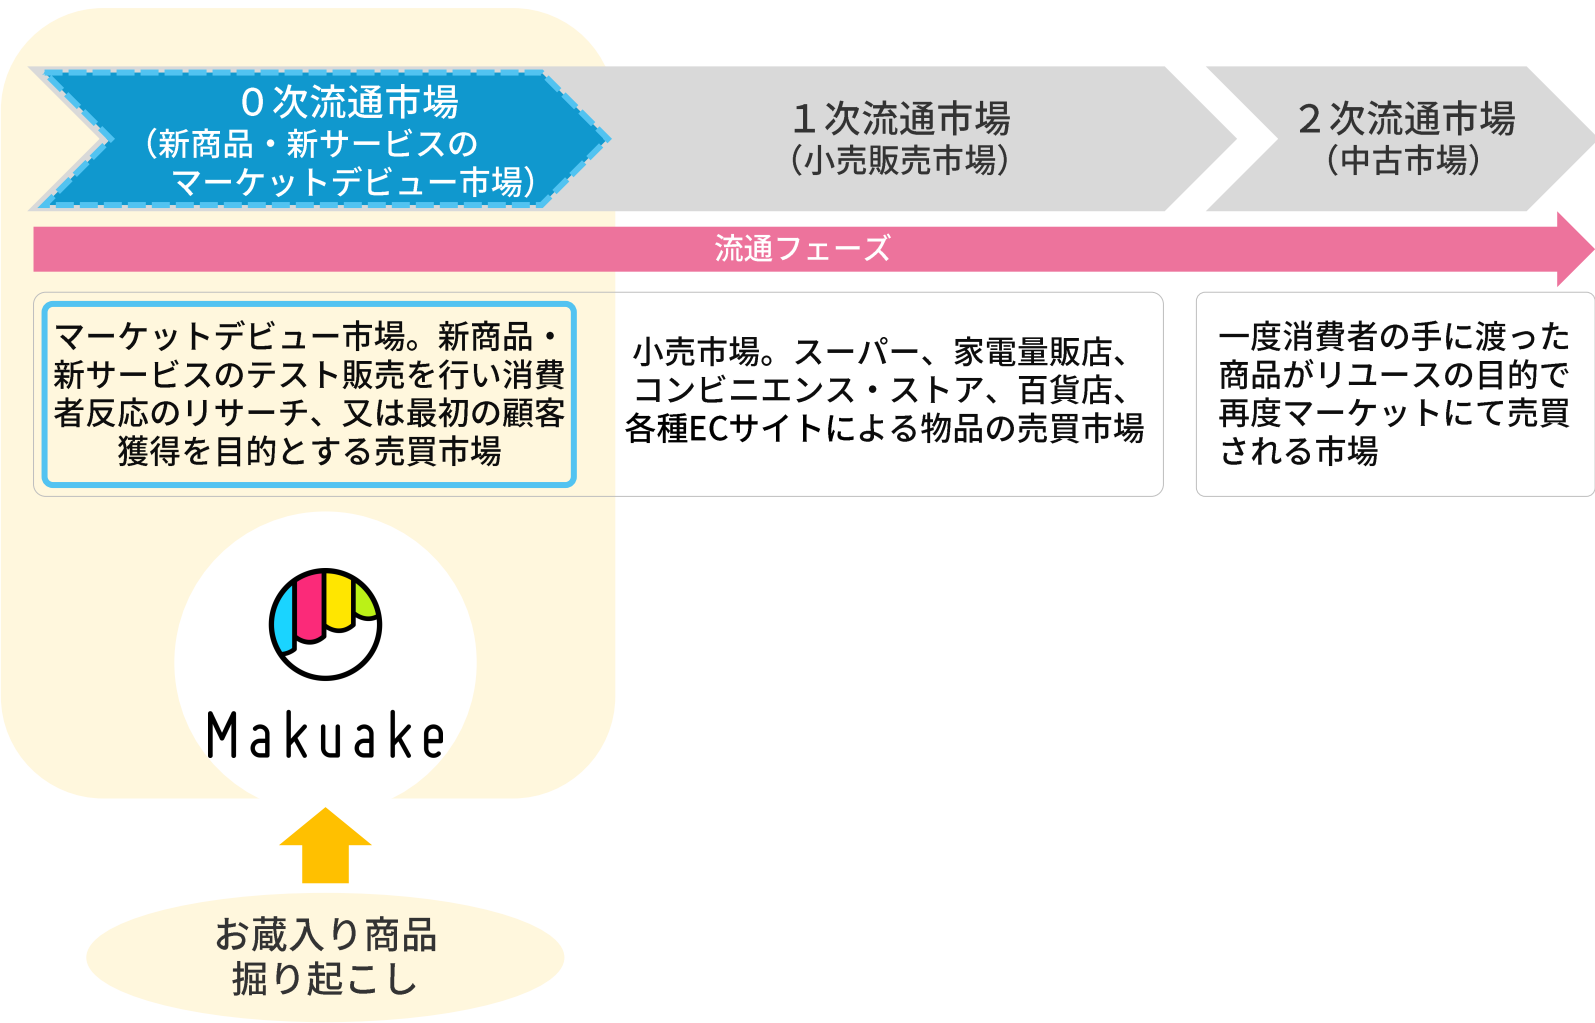 ０次流通市場
（新商品・新サービスの
マーケットデビュー市場）
１次流通市場
（小売販売市場）
２次流通市場
（中古市場）
流通フェーズ
マーケットデビュー市場。新商品・
新サービスのテスト販売を行い消費
者反応のリサーチ、又は最初の顧客
獲得を目的とする売買市場
小売市場。スーパー、家電量販店、
コンビニエンス・ストア、百貨店、
各種ECサイトによる物品の売買市場
一度消費者の手に渡った
商品がリユースの目的で
再度マーケットにて売買
される市場
Makuake
お蔵入り商品
掘り起こし